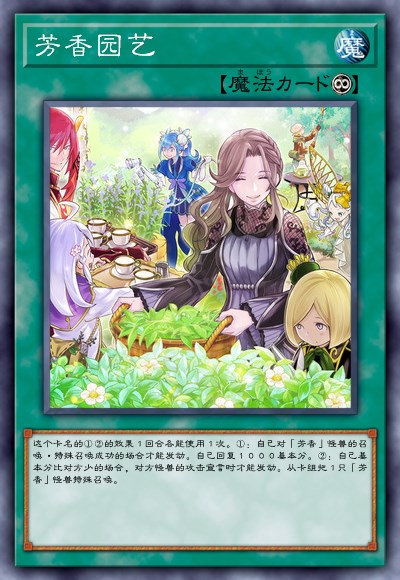 芳香园艺
魔
【魔法カード】
まほう
这个卡名的①②的效果1回合各能使用1次。①：自己对「芳香」怪兽的召
唤·特殊召唤成功的场合才能发动。自己回复1000基本分。②：自己基
本分比对方少的场合，对方怪兽的攻击宣言时才能发动。从卡组把1只「芳
香」怪兽特殊召唤。